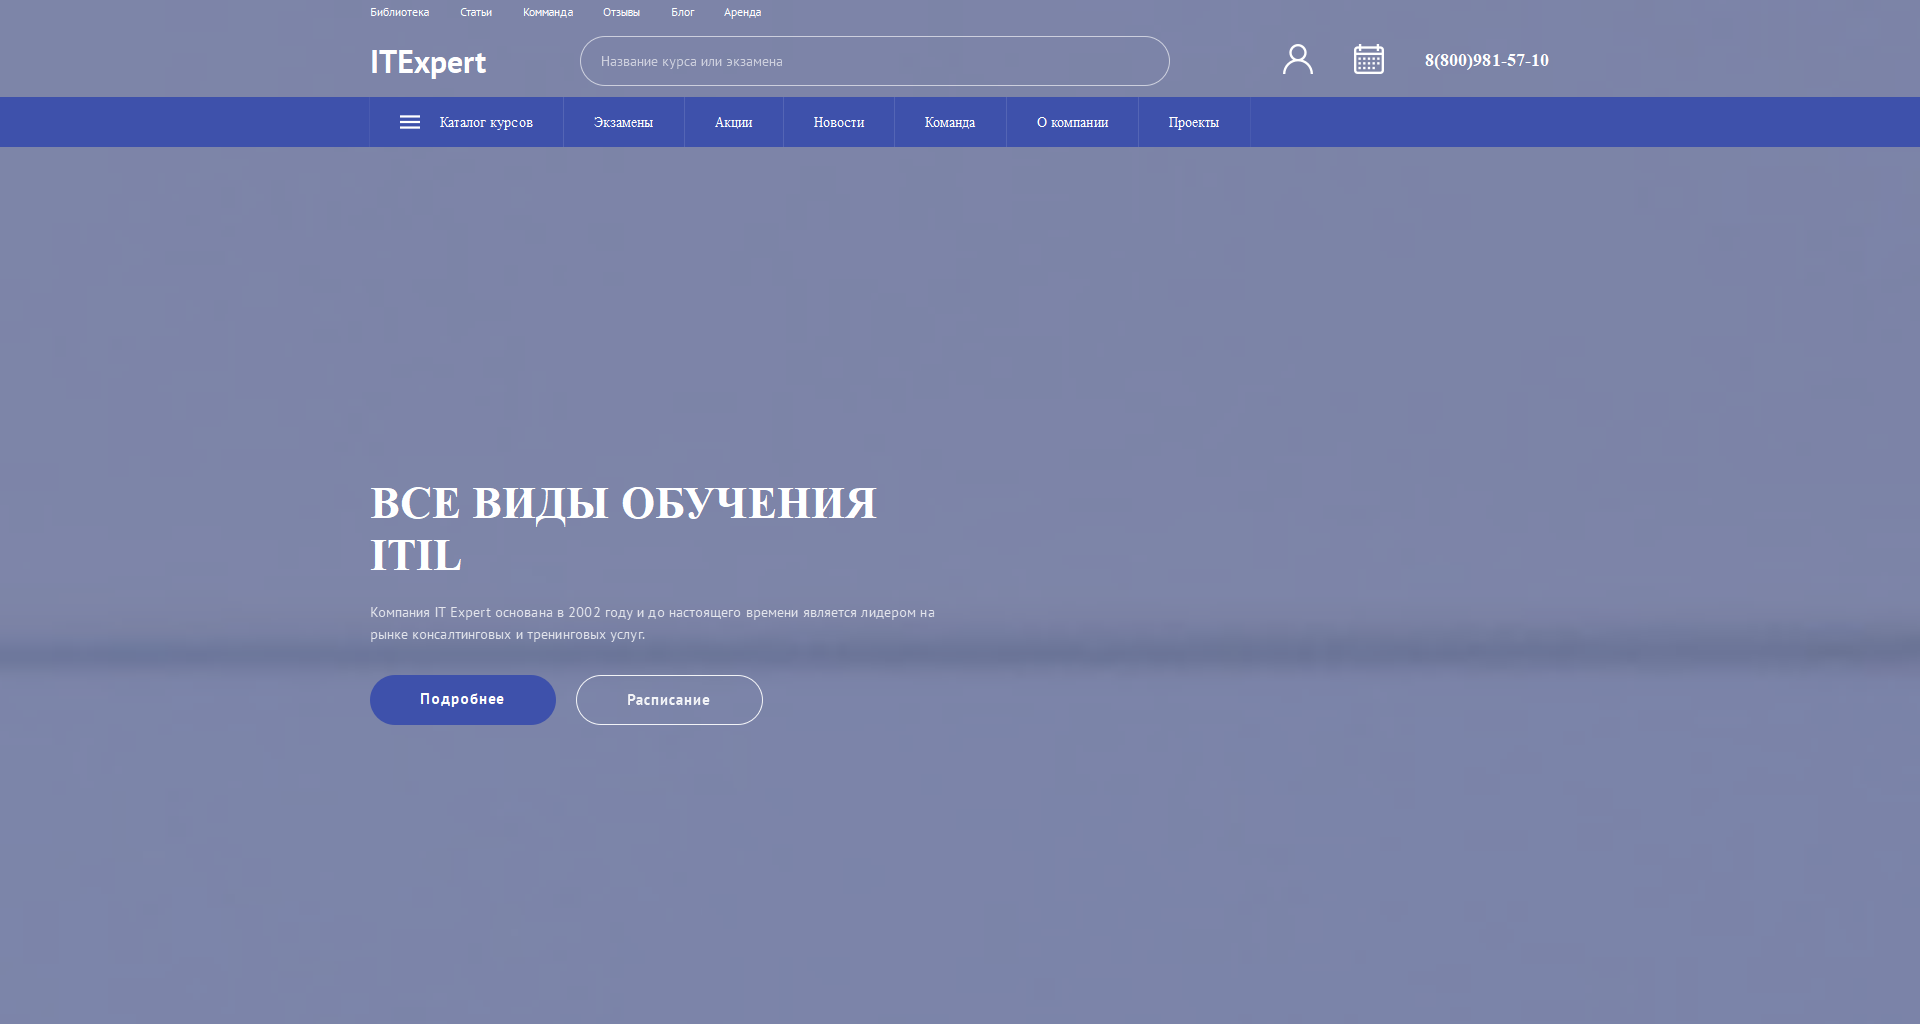 Библиотека Статьи Комманда Отзывы Блог Аренда
ITExpert Название курса или экзамена 8(800)981-57-10
Каталог курсов Экзамены Акции Новости Команда О компании Проекты
ВСЕ ВИДЫ ОБУЧЕНИЯ
ITIL
Компания IT Expert основана в 2002 году и до настоящего времени является лидером на
рынке консалтинговых и тренинговых услуг.
Подробнее Расписание